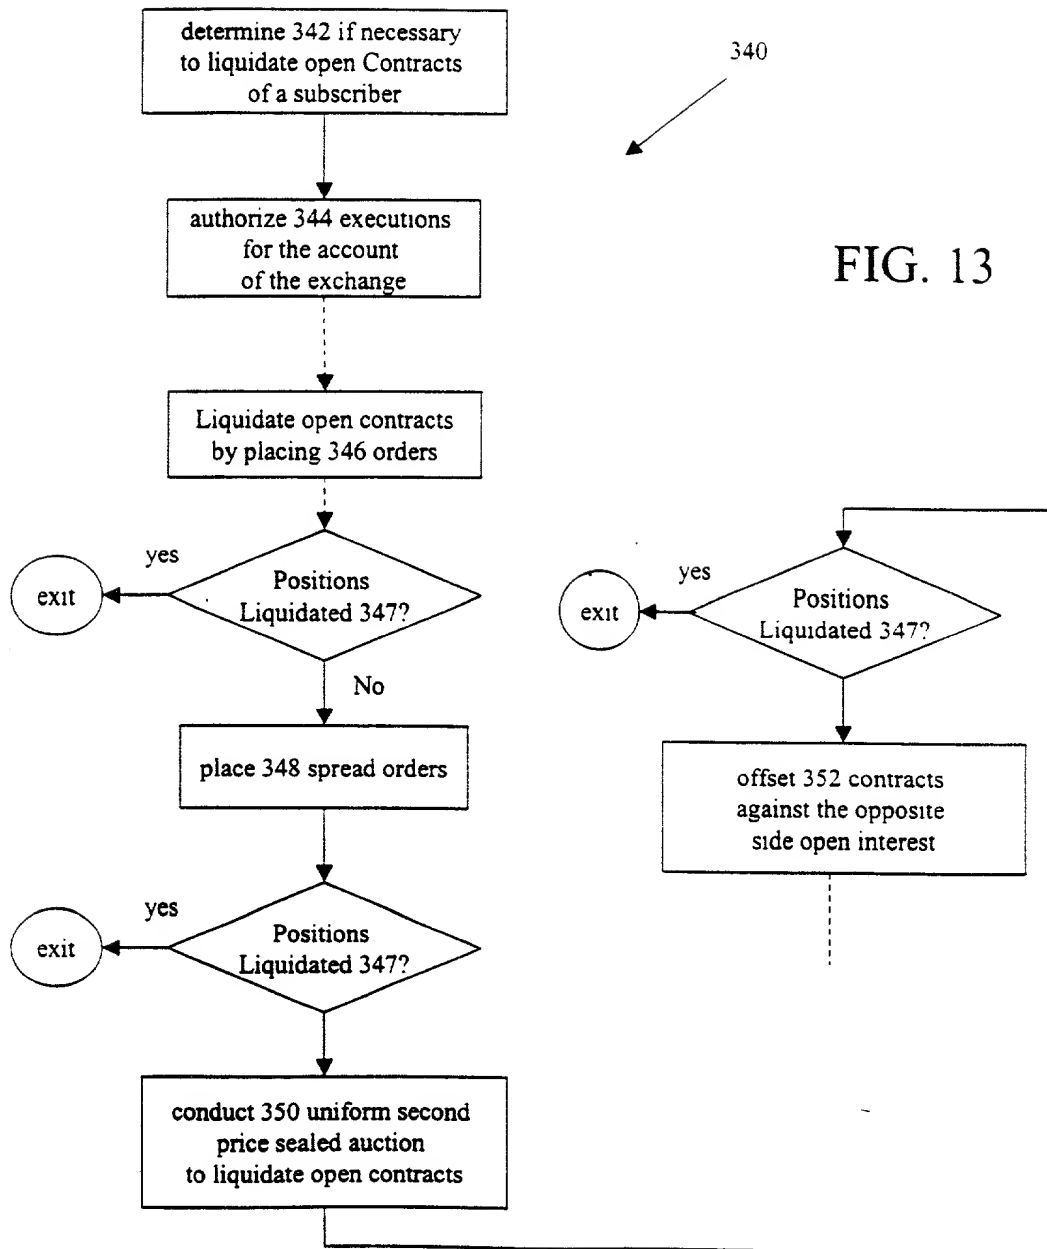 determine 342 if necessary
to liquidate open Contracts
of a subscriber
340
authorize 344 executions
for the account
of the exchange
FIG. 13
Liquidate open contracts
by placing 346 orders
yes
exit
Positions
Liquidated 347?
No
place 348 spread orders
yes
exit
Positions
Liquidated 347?
conduct 350 uniform second
price sealed auction
to liquidate open contracts
yes
exit
Positions
Liquidated 347?
offset 352 contracts
against the opposite
side open interest